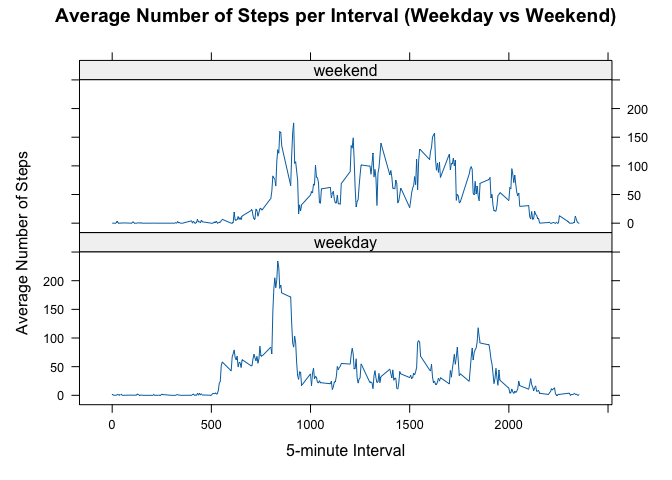 Average Number of Steps per Interval (Weekday vs Weekend)
weekend
200
150
100
50
0
weekday
200
150
100
50
0
0 500 1000 1500 2000
5-minute Interval
Average Number of Steps